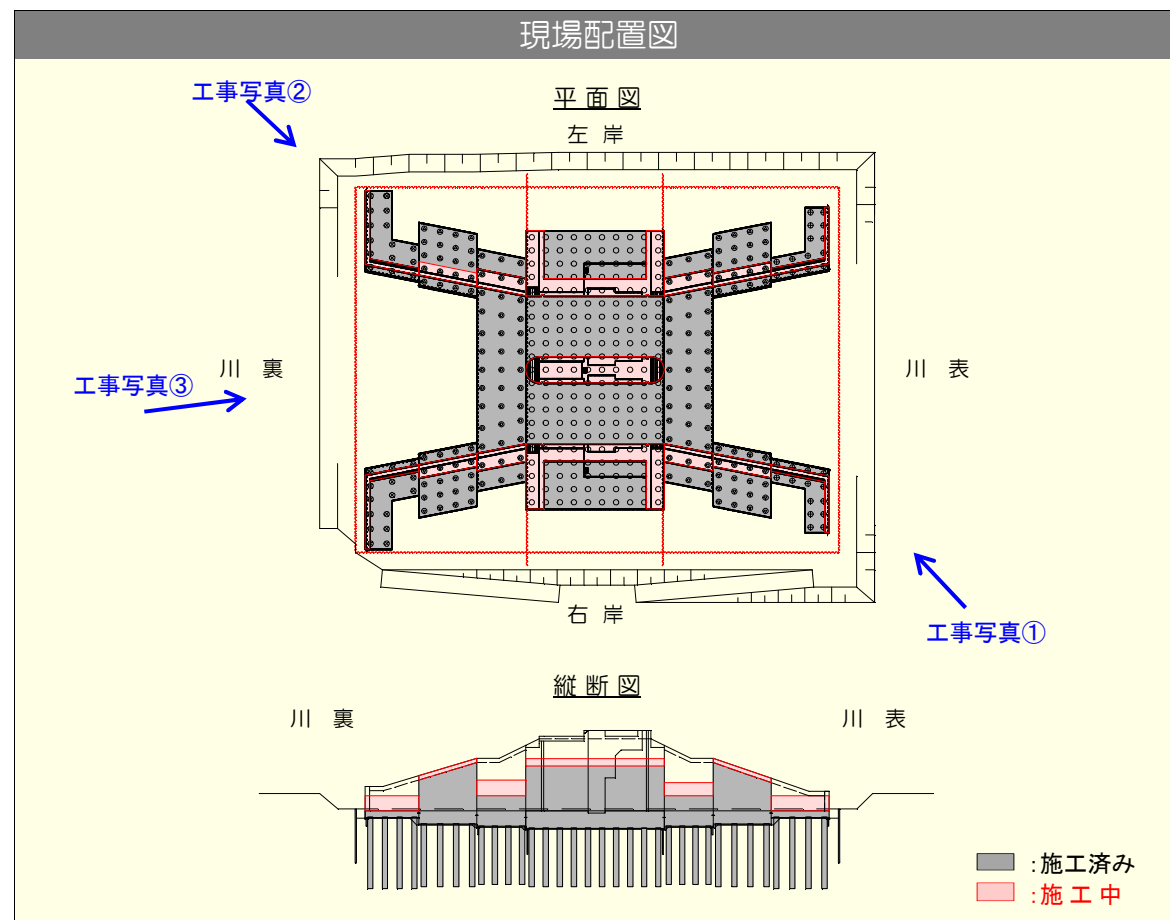 現場配置図
工事写真②
平面図
左岸
川裏
川表
工事写真③
右岸
工事写真①
縦断図
川裏
川表
:施工済み
:施工中